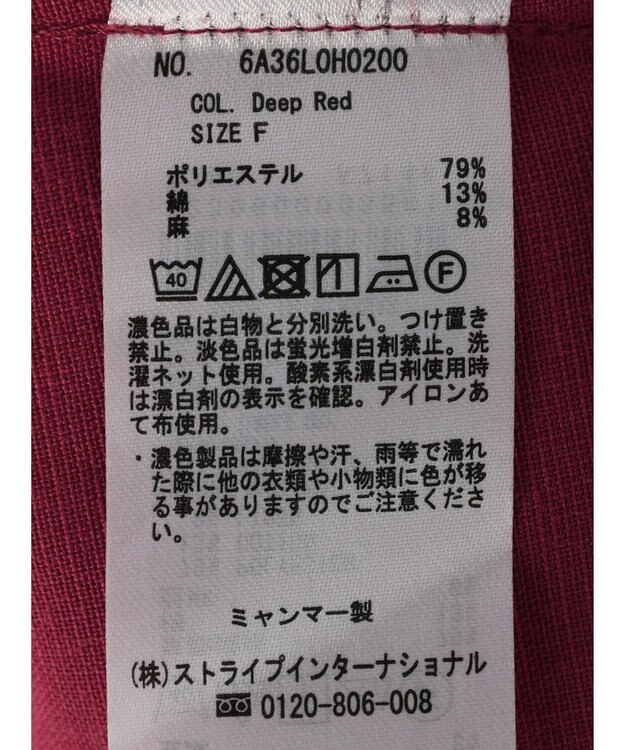 NO. 6A36L0H0200
COL. Deep Red
SIZE F
ポリエステル 79%
綿 13%
麻 8%
40 F
濃色品は白物と分別洗い。つけ置き
禁止。淡色品は蛍光増白剤禁止。洗
濯ネット使用。酸素系漂白剤使用時
は漂白剤の表示を確認。アイロンあ
て布使用。
・濃色製品は摩擦や汗、雨等で濡れ
た際に他の衣類や小物類に色が移
る事がありますのでご注意くださ
い。
ミャンマー製
(株)ストライプインターナショナル
0120-806-008